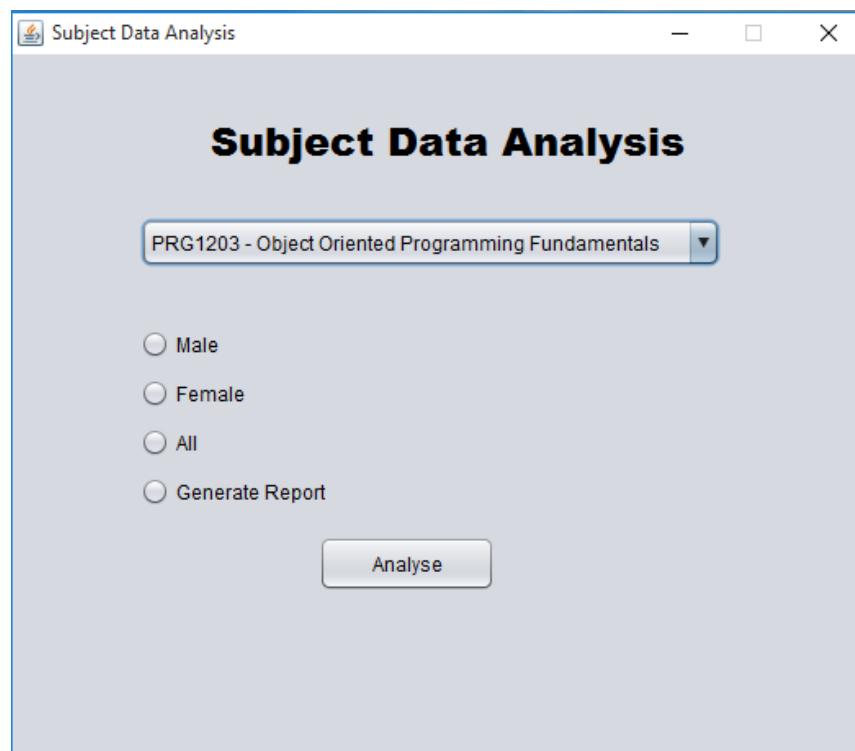 Subject Data Analysis
Subject Data Analysis
PRG1203 - Object Oriented Programming Fundamentals
Male
Female
All
Generate Report
Analyse